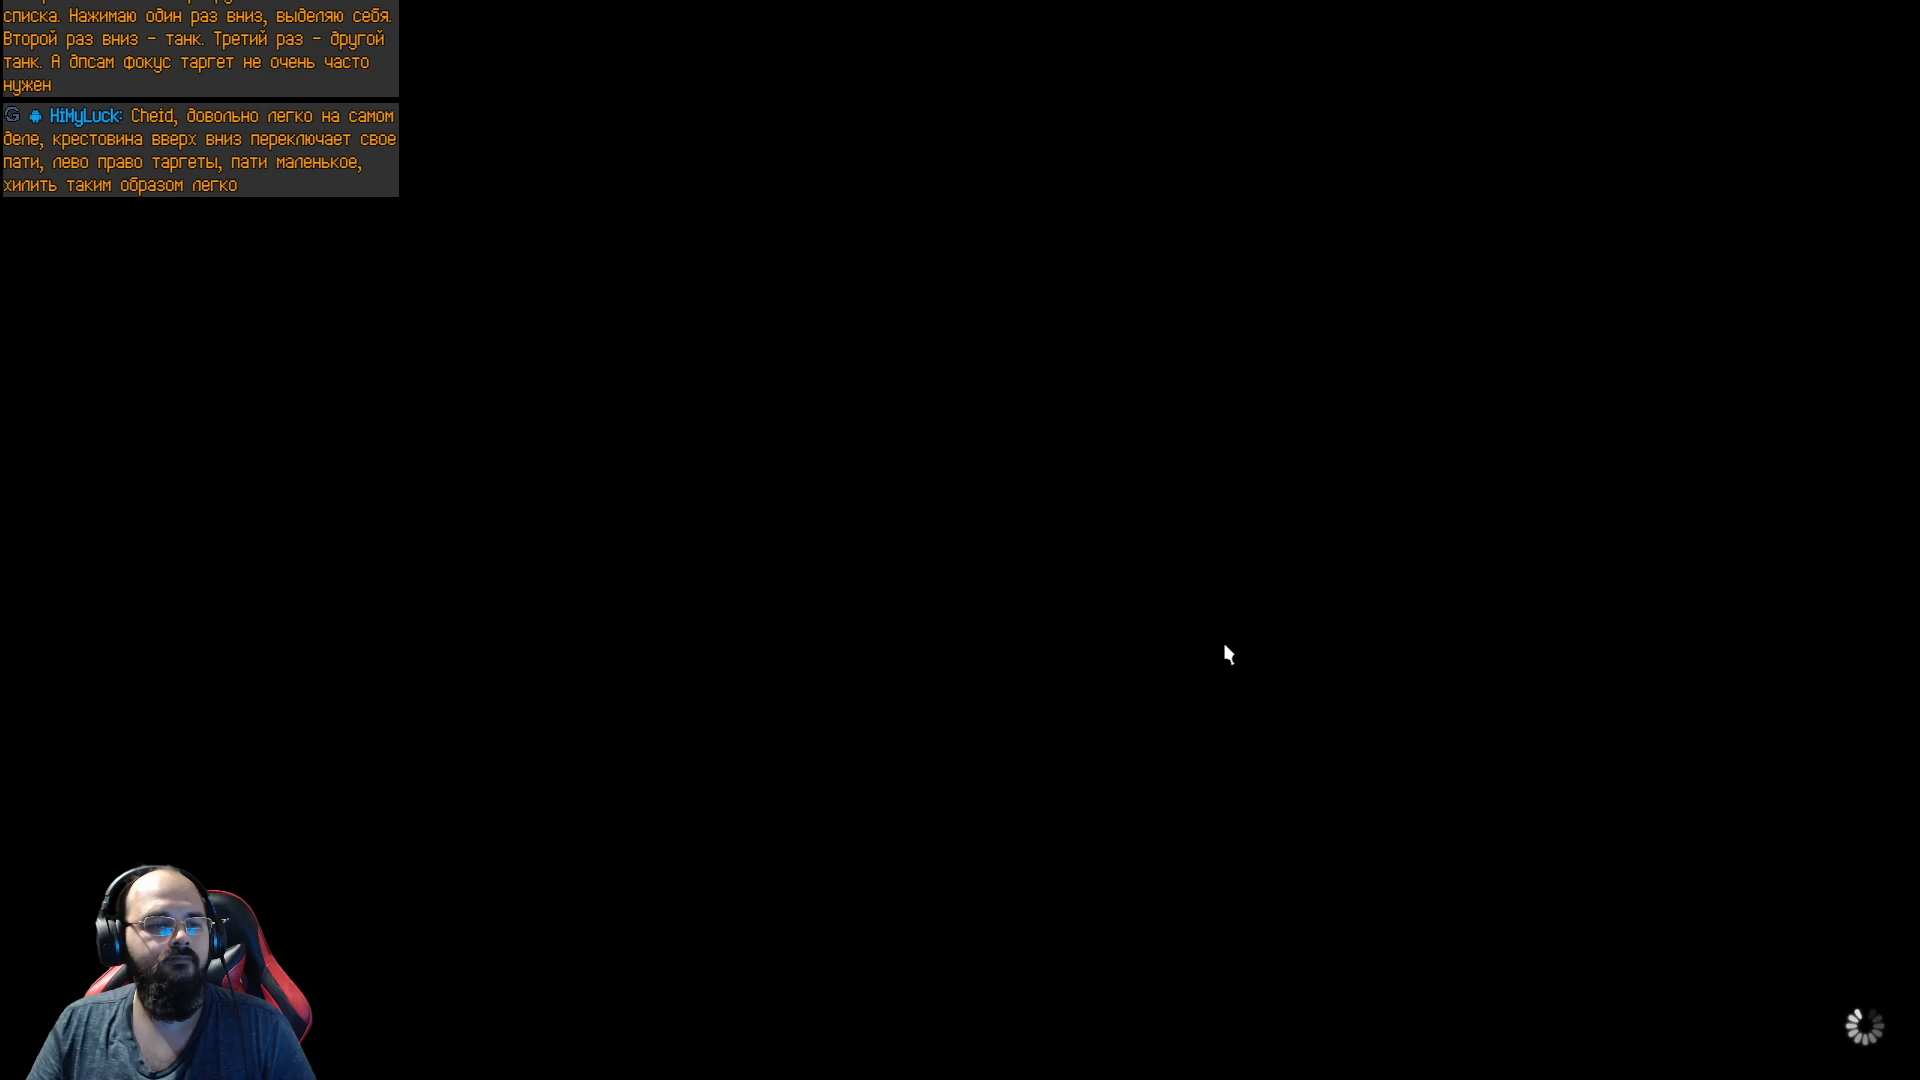 списка. Нажимаю один раз вниз, выделяю себя.
Второй раз вниз - танк. Третий раз - другой
танк. А дпсам фокус таргет не очень часто
нужен
HiMyLuck: Cheid, довольно легко на самом
деле, крестовина вверх вниз переключает свое
пати, лево право таргеты, пати маленькое,
хилить таким образом легко